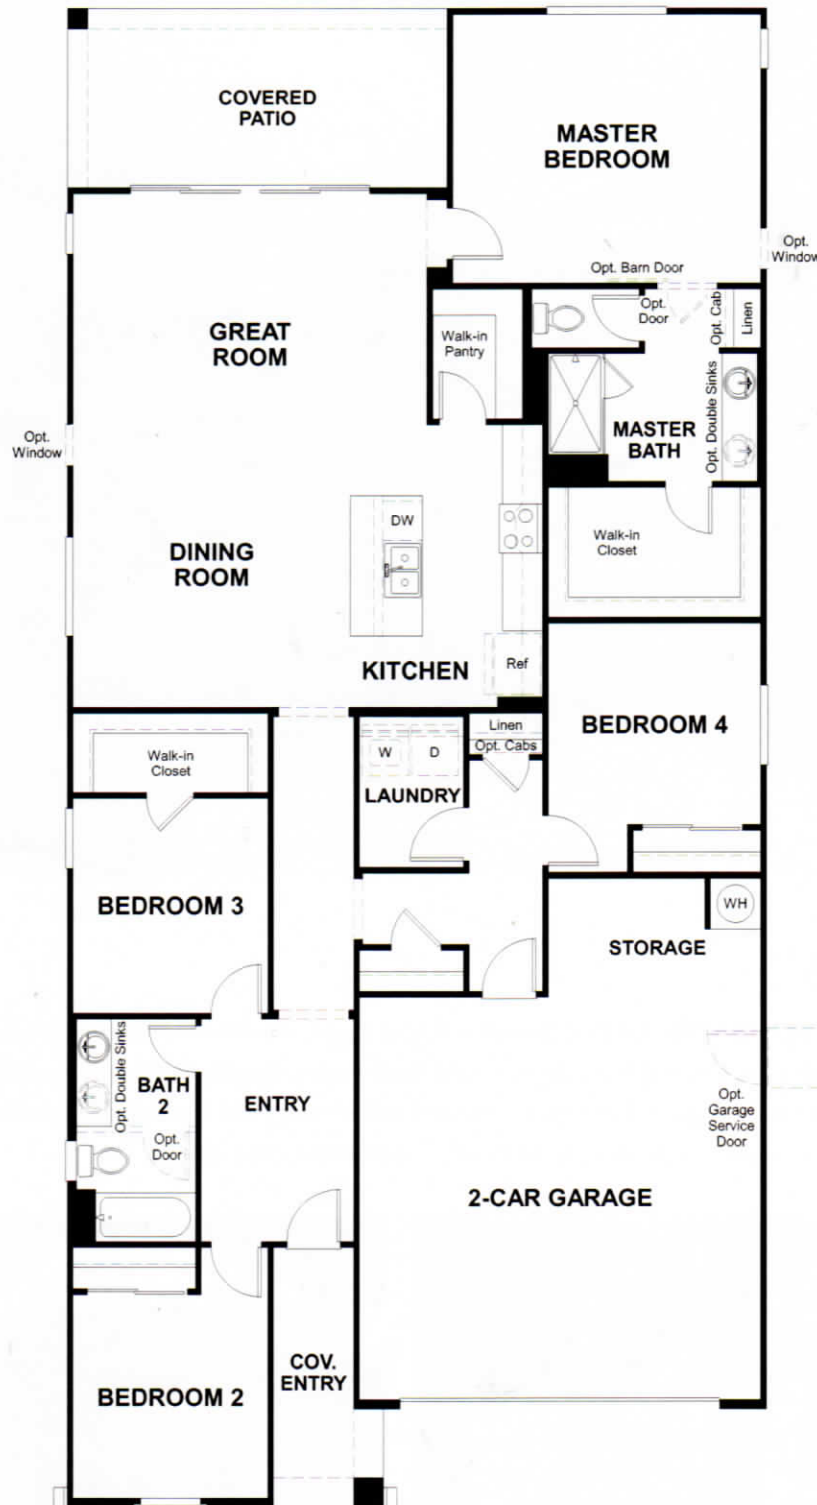 COVERED
PATIO
MASTER
BEDROOM
Opt.
Window
Opt. Barn Door
GREAT
ROOM
Walk-in
Pantry
Opt.
Door
Opt. Cab
Linen
Opt.
Window
MASTER
BATH
Opt. Double Sinks
DW
Walk-in
Closet
DINING
ROOM
KITCHEN
Ref
BEDROOM 4
Walk-in
Closet
W
D
LAUNDRY
Linen
Opt. Cabs
BEDROOM 3
WH
STORAGE
Opt. Double Sinks
BATH
2
Opt.
Door
ENTRY
Opt.
Garage
Service
Door
2-CAR GARAGE
COV.
ENTRY
BEDROOM 2